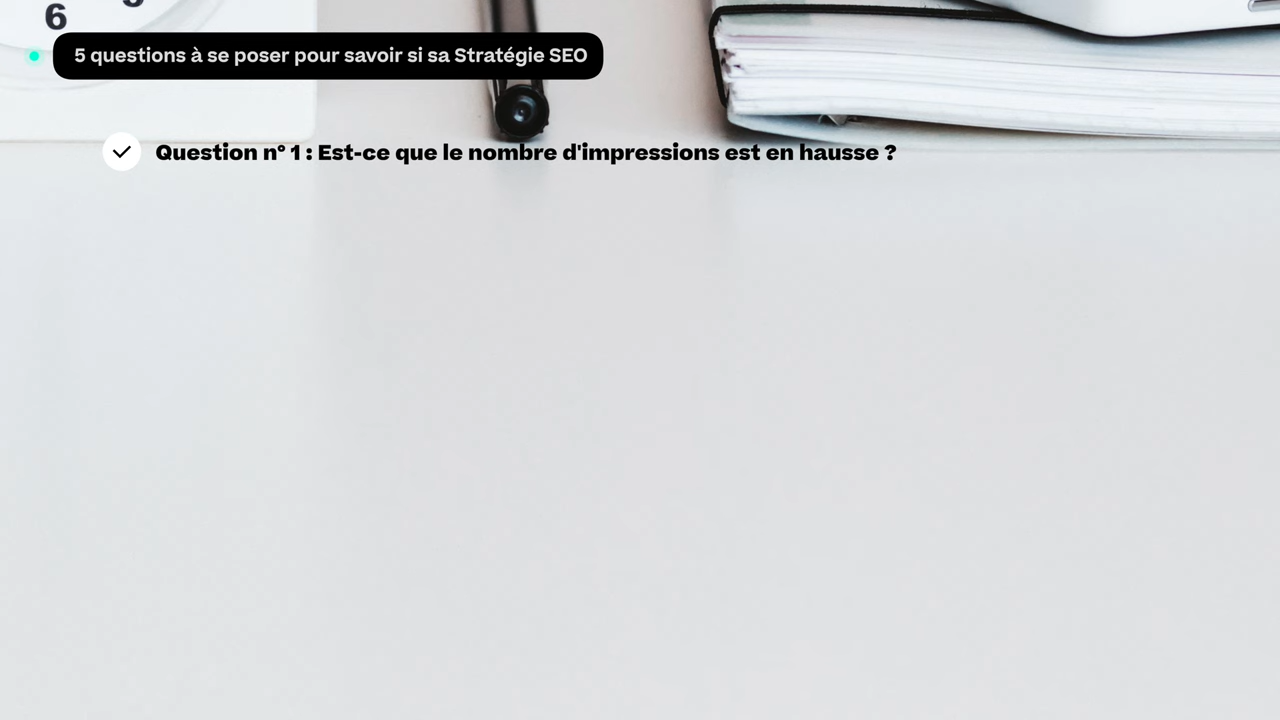 6
5 questions à se poser pour savoir si sa Stratégie SEO
Question n° 1 : Est-ce que le nombre d'impressions est en hausse ?